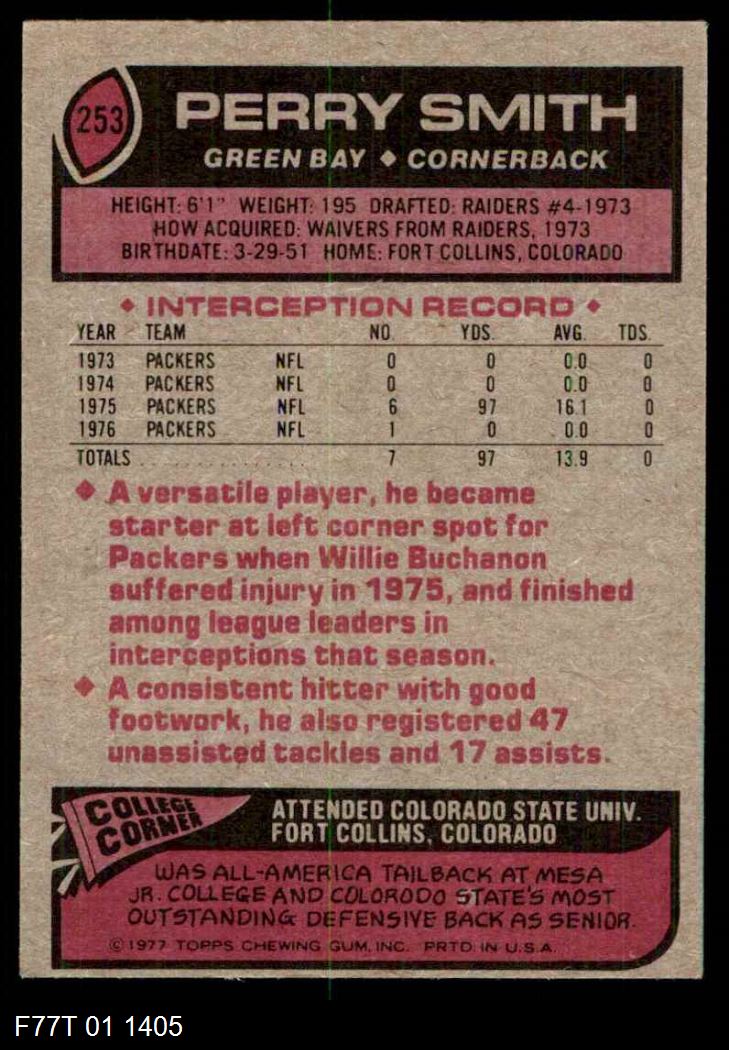 253
PERRY SMITH
GREEN BAY ♦ CORNERBACK
HEIGHT: 6'1" WEIGHT: 195 DRAFTED: RAIDERS #4-1973
HOW ACQUIRED: WAIVERS FROM RAIDERS, 1973
BIRTHDATE: 3-29-51 HOME: FORT COLLINS, COLORADO
♦ INTERCEPTION RECORD ♦
YEAR TEAM NO. YDS. AVG. TDS.
1973 PACKERS NFL 0 0 0.0 0
1974 PACKERS NFL 0 0 0.0 0
1975 PACKERS NFL 6 97 16.1 0
1976 PACKERS NFL 1 0 0.0 0
TOTALS . . . . . . . . . . . . 7 97 13.9 0
♦ A versatile player, he became
starter at left corner spot for
Packers when Willie Buchanon
suffered injury in 1975, and finished
among league leaders in
interceptions that season.
♦ A consistent hitter with good
footwork, he also registered 47
unassisted tackles and 17 assists.
COLLEGE
CORNER
ATTENDED COLORADO STATE UNIV.
FORT COLLINS, COLORADO
WAS ALL-AMERICA TAILBACK AT MESA
JR. COLLEGE AND COLORODO STATE'S MOST
OUTSTANDING DEFENSIVE BACK AS SENIOR.
© 1977 TOPPS CHEWING GUM, INC. PRTD. IN U.S.A.
F77T 01 1405